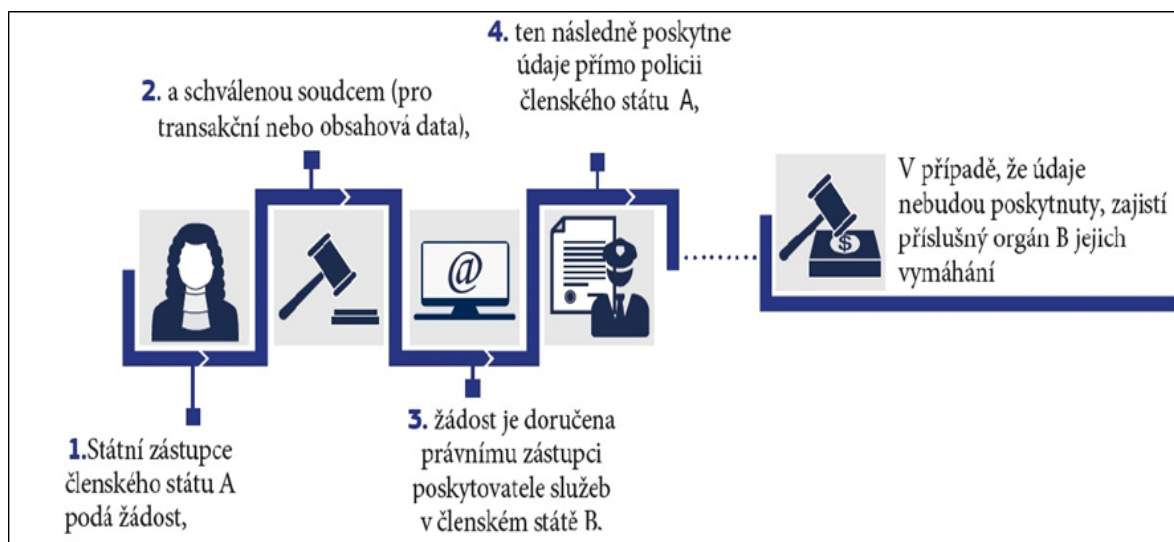 1.Státní zástupce
členského státu A
podá žádost,
2. a schválenou soudcem (pro
transakční nebo obsahová data),
@
3. žádost je doručena
právnímu zástupci
poskytovatele služeb
v členském státě B.
4. ten následně poskytne
údaje přímo policii
členského státu A,
$
V případě, že údaje
nebudou poskytnuty, zajistí
příslušný orgán B jejich
vymáhání